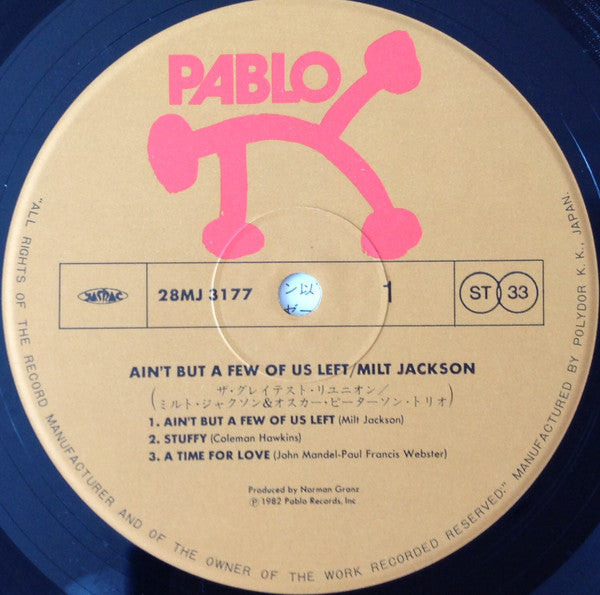 PABLO
JASRAC
28MJ 3177
ン以
ザー
1
ST 33
AIN'T BUT A FEW OF US LEFT/MILT JACKSON
(ザ・グレイテスト・リユニオン/
ミルト・ジャクソン&オスカー・ピーターソン・トリオ)
1. AIN'T BUT A FEW OF US LEFT (Milt Jackson)
2. STUFFY (Coleman Hawkins)
3. A TIME FOR LOVE (John Mandel-Paul Francis Webster)
Produced by Norman Granz
℗ 1982 Pablo Records, Inc
"ALL RIGHTS OF THE RECORD MANUFACTURER AND OF THE OWNER OF THE WORK RECORDED RESERVED." MANUFACTURED BY POLYDOR K. K., JAPAN.